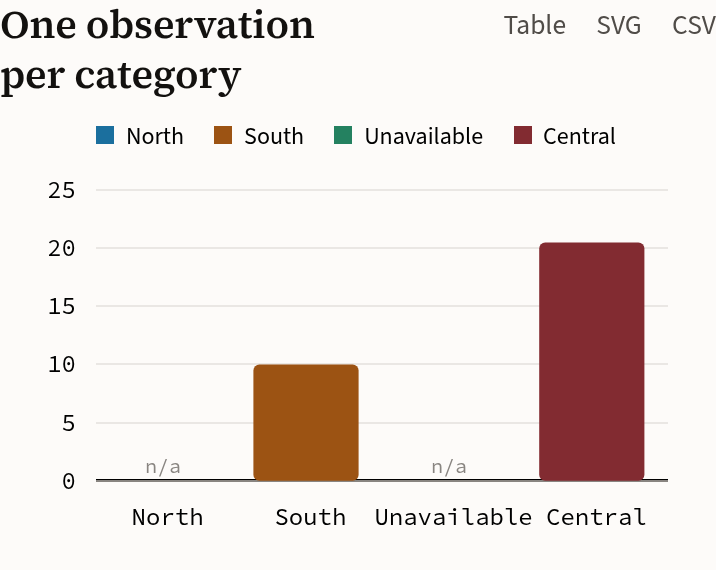 One observation
per category
Table SVG CSV
North South Unavailable Central
25
20
15
10
5
0
n/a n/a
North South Unavailable Central